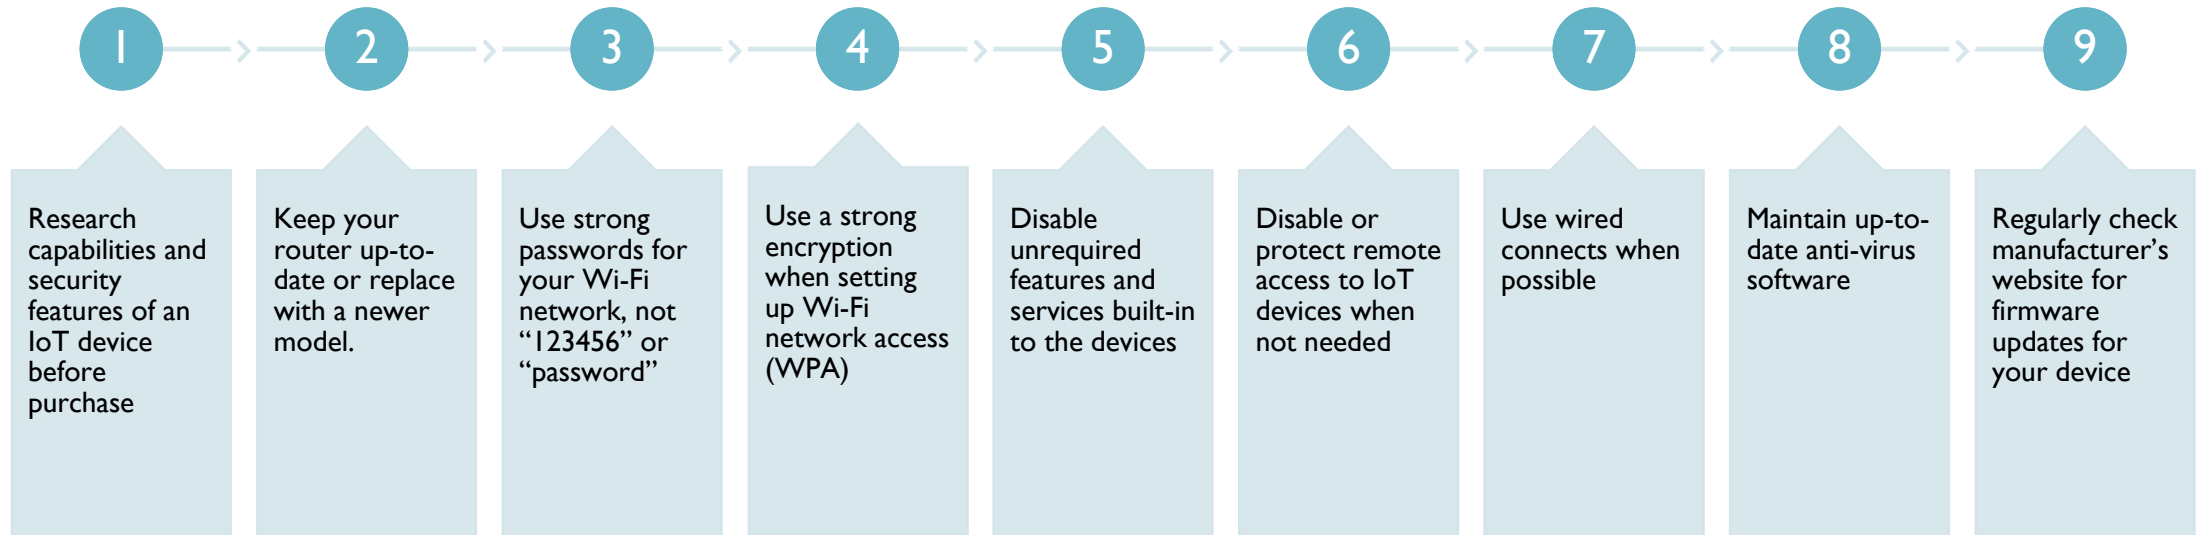 1
2
3
4
5
6
7
8
9
Research
capabilities and
security
features of an
IoT device
before
purchase
Keep your
router up-to-
date or replace
with a newer
model.
Use strong
passwords for
your Wi-Fi
network, not
“123456” or
“password”
Use a strong
encryption
when setting
up Wi-Fi
network access
(WPA)
Disable
unrequired
features and
services built-in
to the devices
Disable or
protect remote
access to IoT
devices when
not needed
Use wired
connects when
possible
Maintain up-to-
date anti-virus
software
Regularly check
manufacturer’s
website for
firmware
updates for
your device